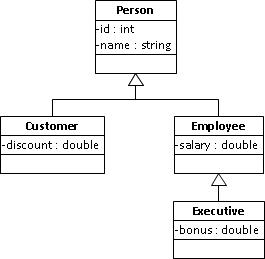 Person
-id : int
-name : string
Customer
-discount : double
Employee
-salary : double
Executive
-bonus : double